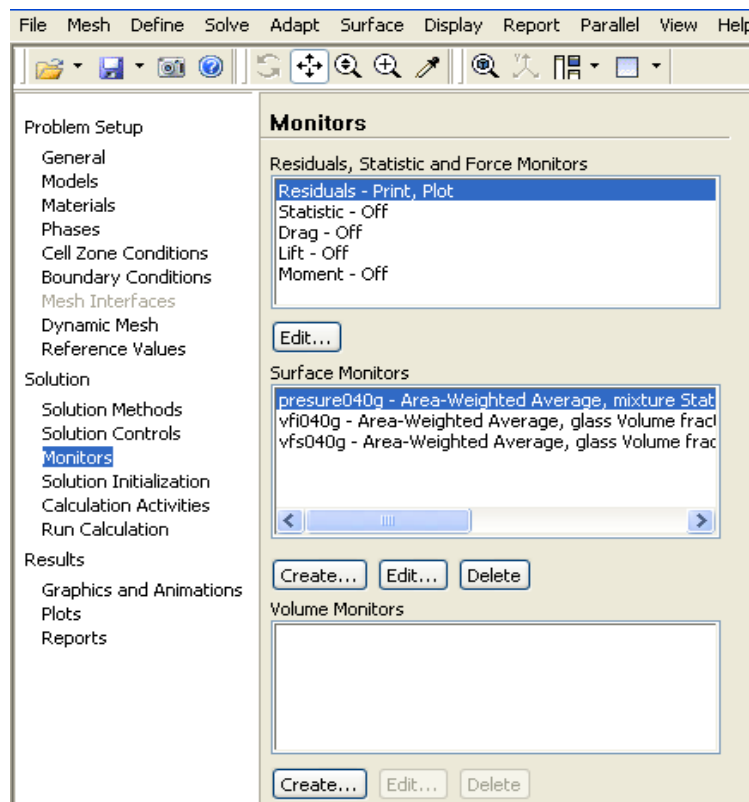 File Mesh Define Solve Adapt Surface Display Report Parallel View Help
Problem Setup
General
Models
Materials
Phases
Cell Zone Conditions
Boundary Conditions
Mesh Interfaces
Dynamic Mesh
Reference Values
Solution
Solution Methods
Solution Controls
Monitors
Solution Initialization
Calculation Activities
Run Calculation
Results
Graphics and Animations
Plots
Reports
Monitors
Residuals, Statistic and Force Monitors
Residuals - Print, Plot
Statistic - Off
Drag - Off
Lift - Off
Moment - Off
Edit...
Surface Monitors
presure040g - Area-Weighted Average, mixture Stat
vfi040g - Area-Weighted Average, glass Volume fract
vfs040g - Area-Weighted Average, glass Volume frac
Create... Edit... Delete
Volume Monitors
Create... Edit... Delete